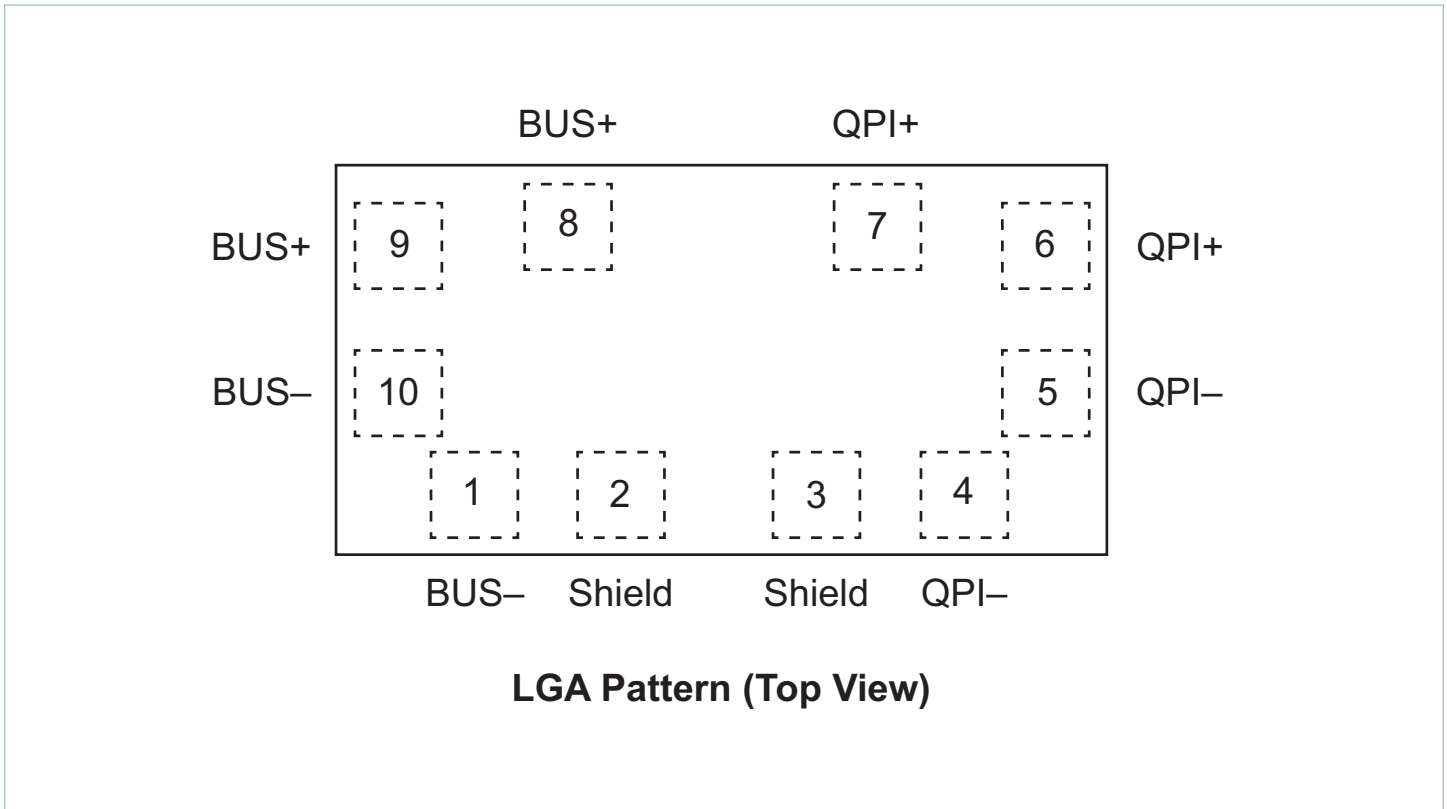 BUS+ QPI+
8 7
BUS+ 9 6 QPI+
BUS– 10 5 QPI–
1 2 3 4
BUS– Shield Shield QPI–
LGA Pattern (Top View)